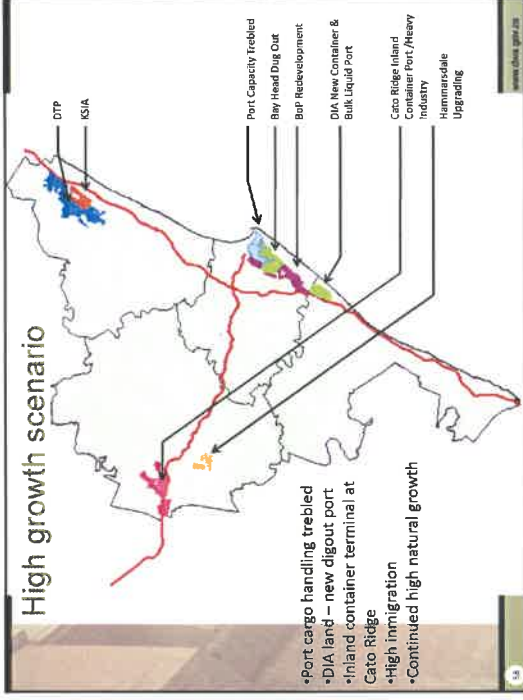 High growth scenario
DTP
KSIA
Port Capacity Trebled
Bay Head Dug Out
BoP Redevelopment
DIA New Container &
Bulk Liquid Port
Cato Ridge Inland
Container Port /Heavy
Industry
Hammarsdale
Upgrading
•Port cargo handling trebled
•DIA land – new digout port
•Inland container terminal at
Cato Ridge
•High inmigration
•Continued high natural growth
www.dwa.gov.za